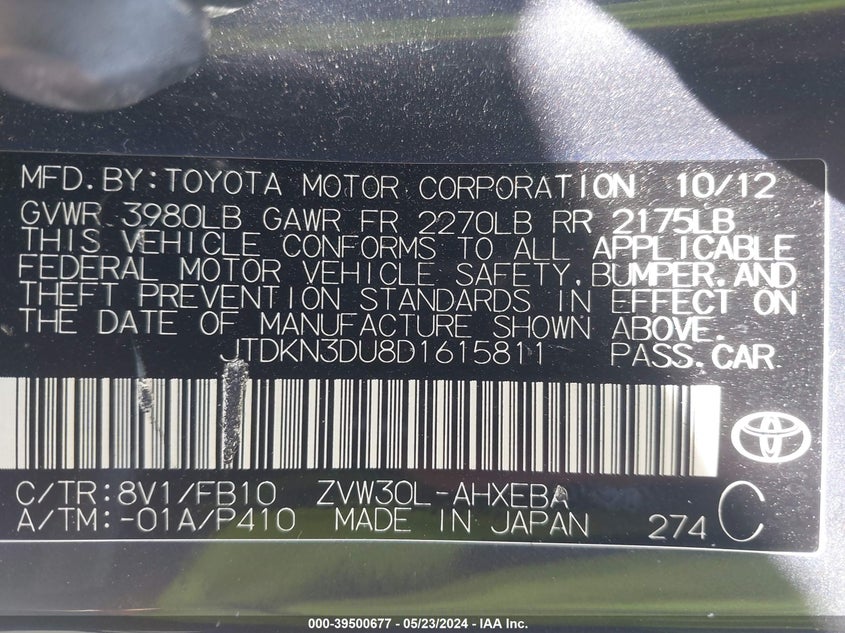 MFD.BY:TOYOTA MOTOR CORPORATION 10/12
GVWR 3980LB GAWR FR 2270LB RR 2175LB
THIS VEHICLE CONFORMS TO ALL APPLICABLE
FEDERAL MOTOR VEHICLE SAFETY,BUMPER,AND
THEFT PREVENTION STANDARDS IN EFFECT ON
THE DATE OF MANUFACTURE SHOWN ABOVE.
JTDKN3DU8D1615811 PASS.CAR
C/TR:8V1/FB10 ZVW30L-AHXEBA
A/TM:-01A/P410 MADE IN JAPAN 274 C
000-39500677 - 05/23/2024 - IAA Inc.